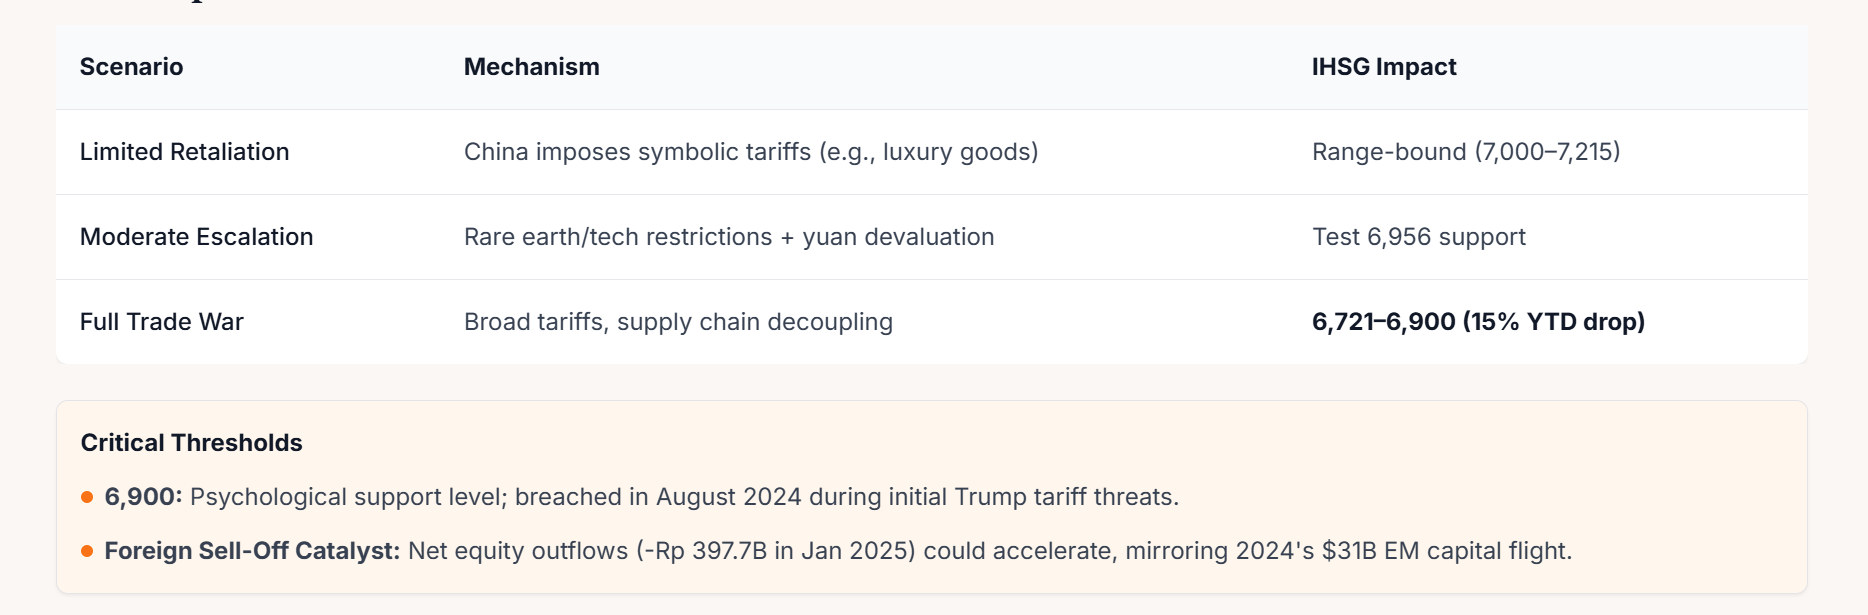 Scenario Mechanism IHSG Impact
Limited Retaliation China imposes symbolic tariffs (e.g., luxury goods) Range-bound (7,000–7,215)
Moderate Escalation Rare earth/tech restrictions + yuan devaluation Test 6,956 support
Full Trade War Broad tariffs, supply chain decoupling 6,721–6,900 (15% YTD drop)
Critical Thresholds
6,900: Psychological support level; breached in August 2024 during initial Trump tariff threats.
Foreign Sell-Off Catalyst: Net equity outflows (-Rp 397.7B in Jan 2025) could accelerate, mirroring 2024's $31B EM capital flight.